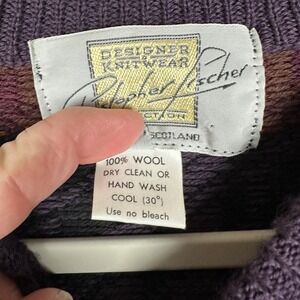 DESIGNER
KNITWEAR
Fischer
SCOTLAND
100% WOOL
DRY CLEAN OR
HAND WASH
COOL (30°)
Use no bleach